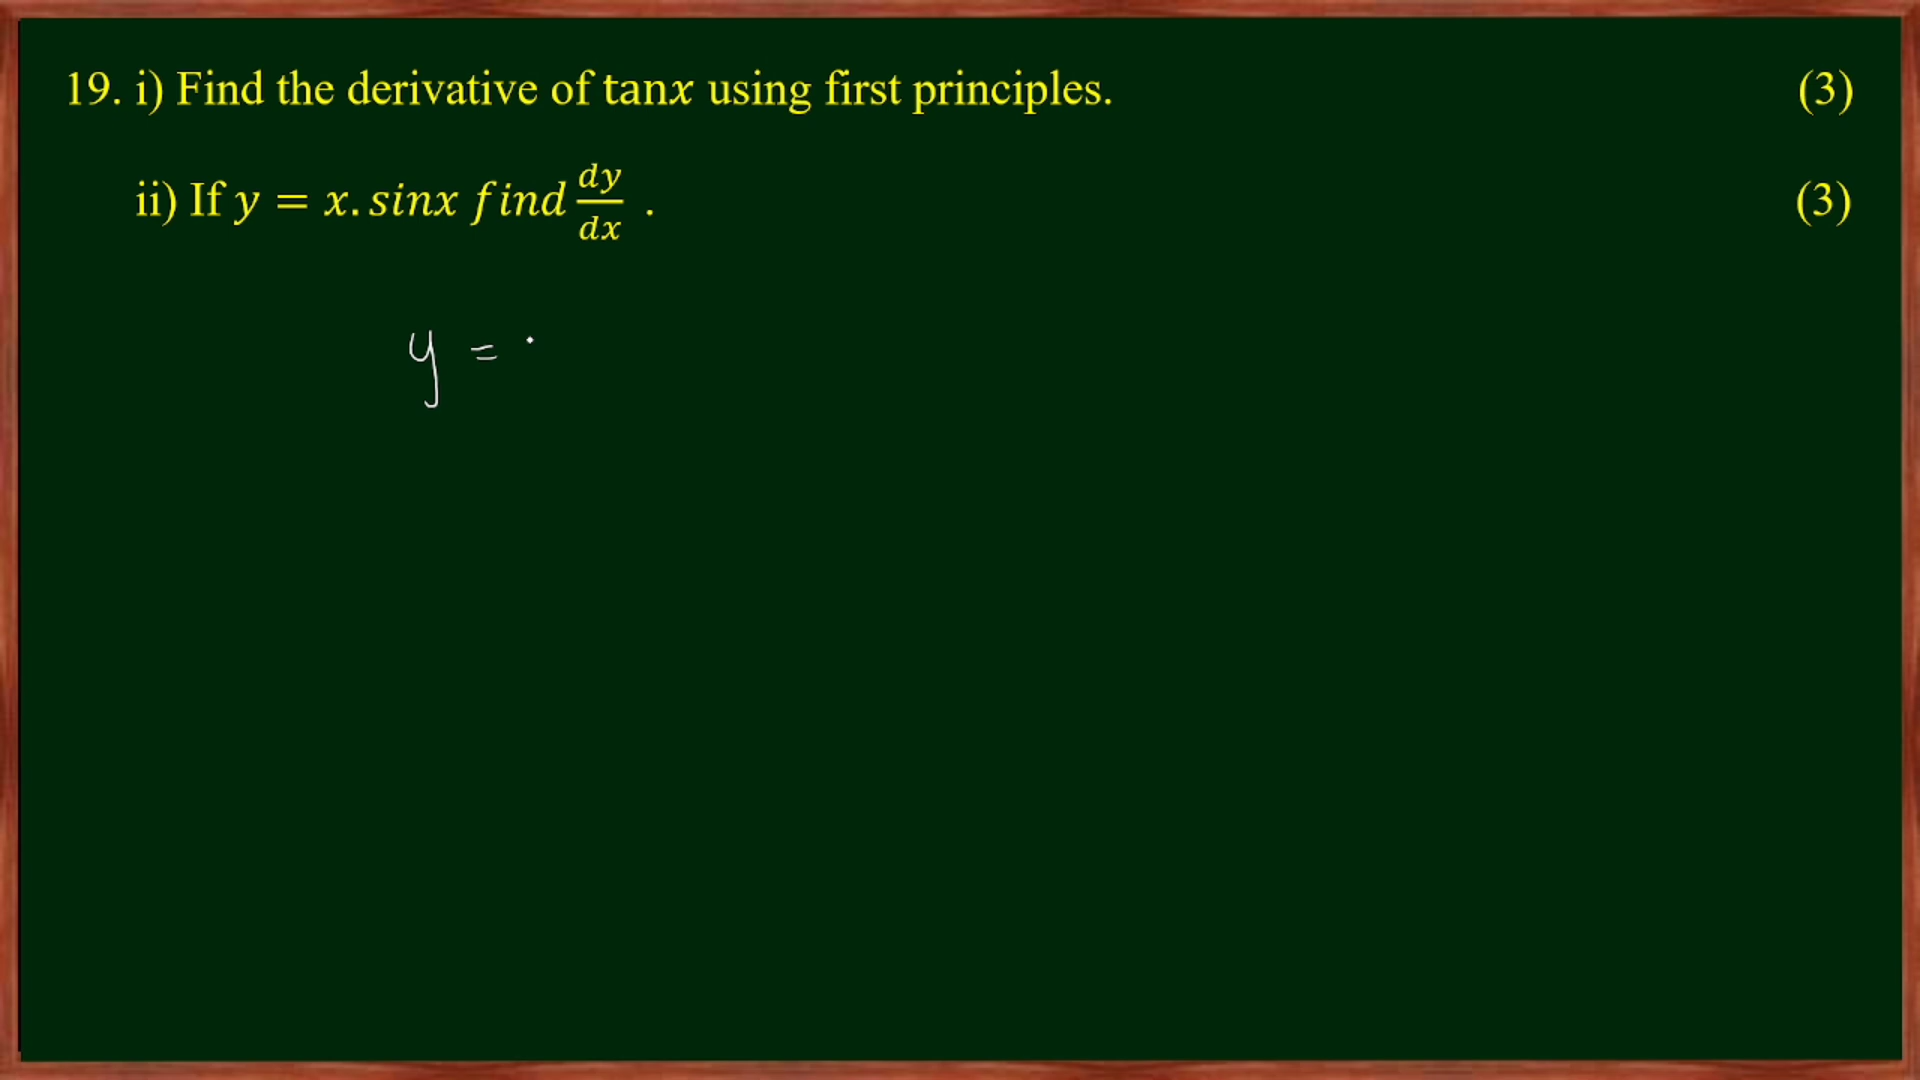 19. i) Find the derivative of tanx using first principles. (3)
ii) If y = x. sinx find dy/dx . (3)
y =